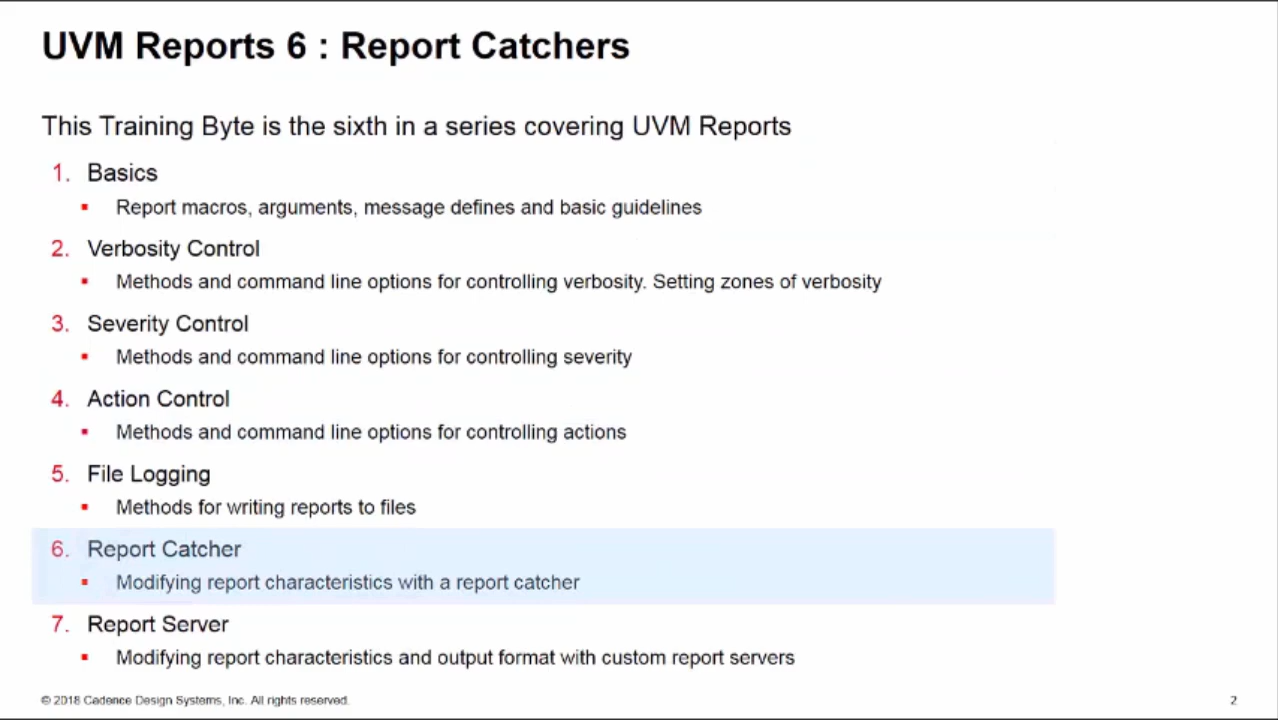 UVM Reports 6 : Report Catchers
This Training Byte is the sixth in a series covering UVM Reports
1. Basics
▪ Report macros, arguments, message defines and basic guidelines
2. Verbosity Control
▪ Methods and command line options for controlling verbosity. Setting zones of verbosity
3. Severity Control
▪ Methods and command line options for controlling severity
4. Action Control
▪ Methods and command line options for controlling actions
5. File Logging
▪ Methods for writing reports to files
6. Report Catcher
▪ Modifying report characteristics with a report catcher
7. Report Server
▪ Modifying report characteristics and output format with custom report servers
© 2018 Cadence Design Systems, Inc. All rights reserved.
2